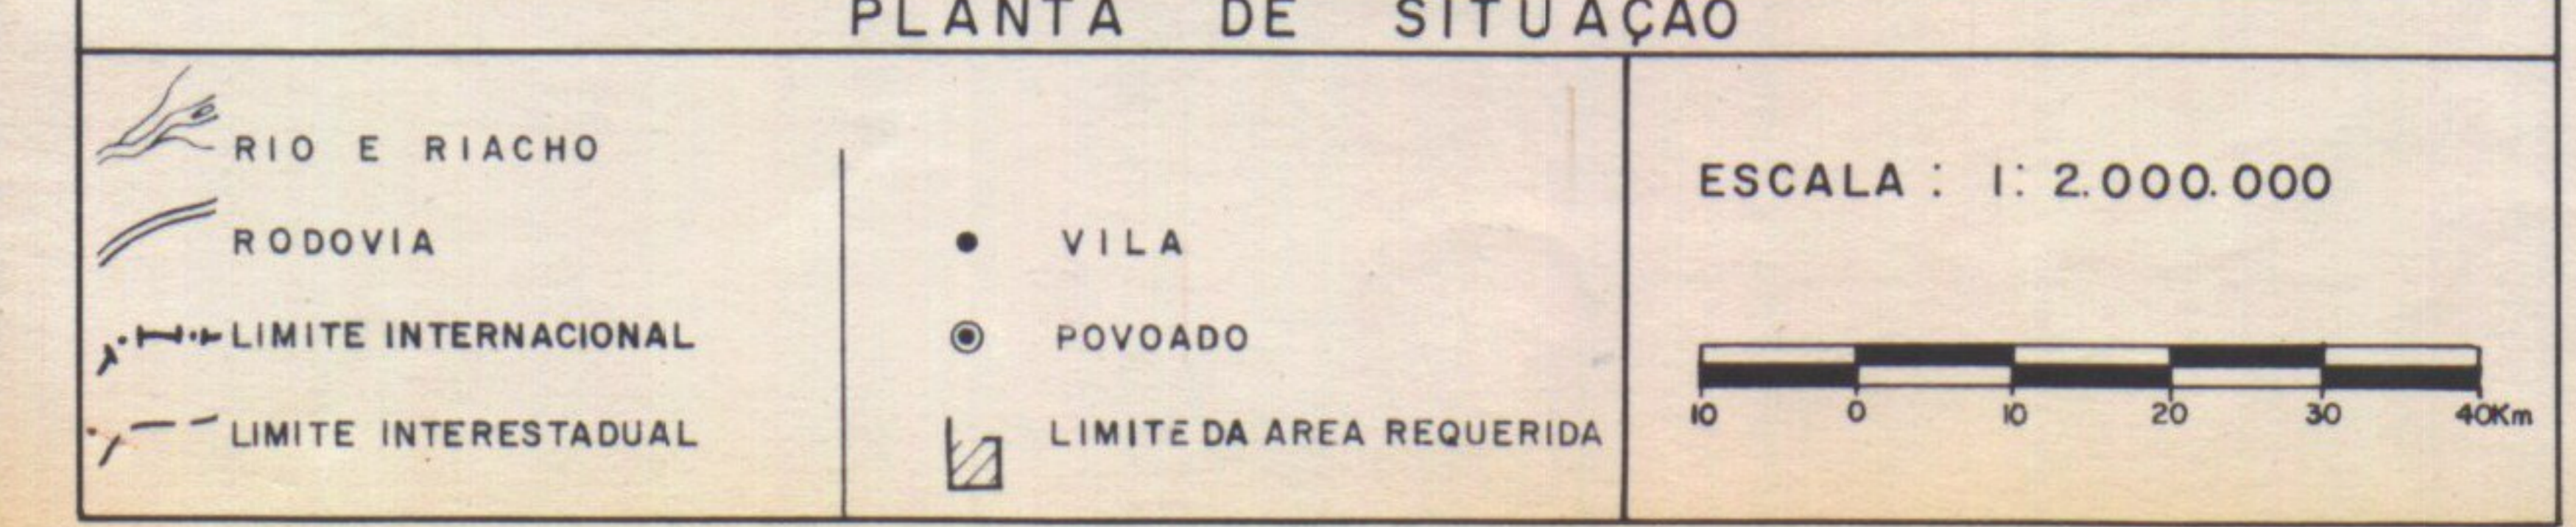 PLANTA DE SITUAÇÃO
RIO E RIACHO
RODOVIA
LIMITE INTERNACIONAL
LIMITE INTERESTADUAL
VILA
POVOADO
LIMITE DA AREA REQUERIDA
ESCALA : 1: 2.000.000
10 0 10 20 30 40Km